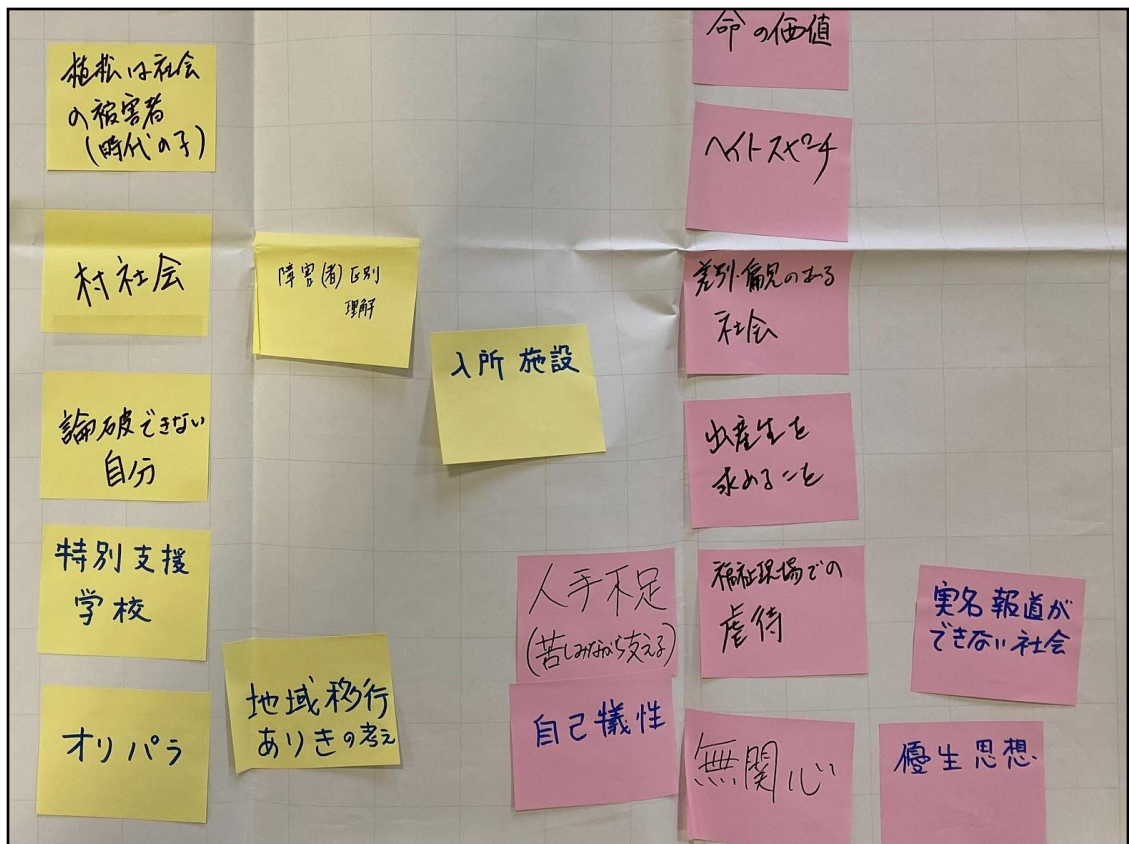 植松は社会
の被害者
(時代の子)
村社会
論破できない
自分
特別支援
学校
オリパラ
障害(者)区別
理解
地域移行
ありきの考え
入所施設
人手不足
(苦しみながら支える)
自己犠牲
命の価値
ヘイトスピーチ
差別・偏見のある
社会
出産生を
求めることを
福祉現場での
虐待
無関心
実名報道が
できない社会
優生思想